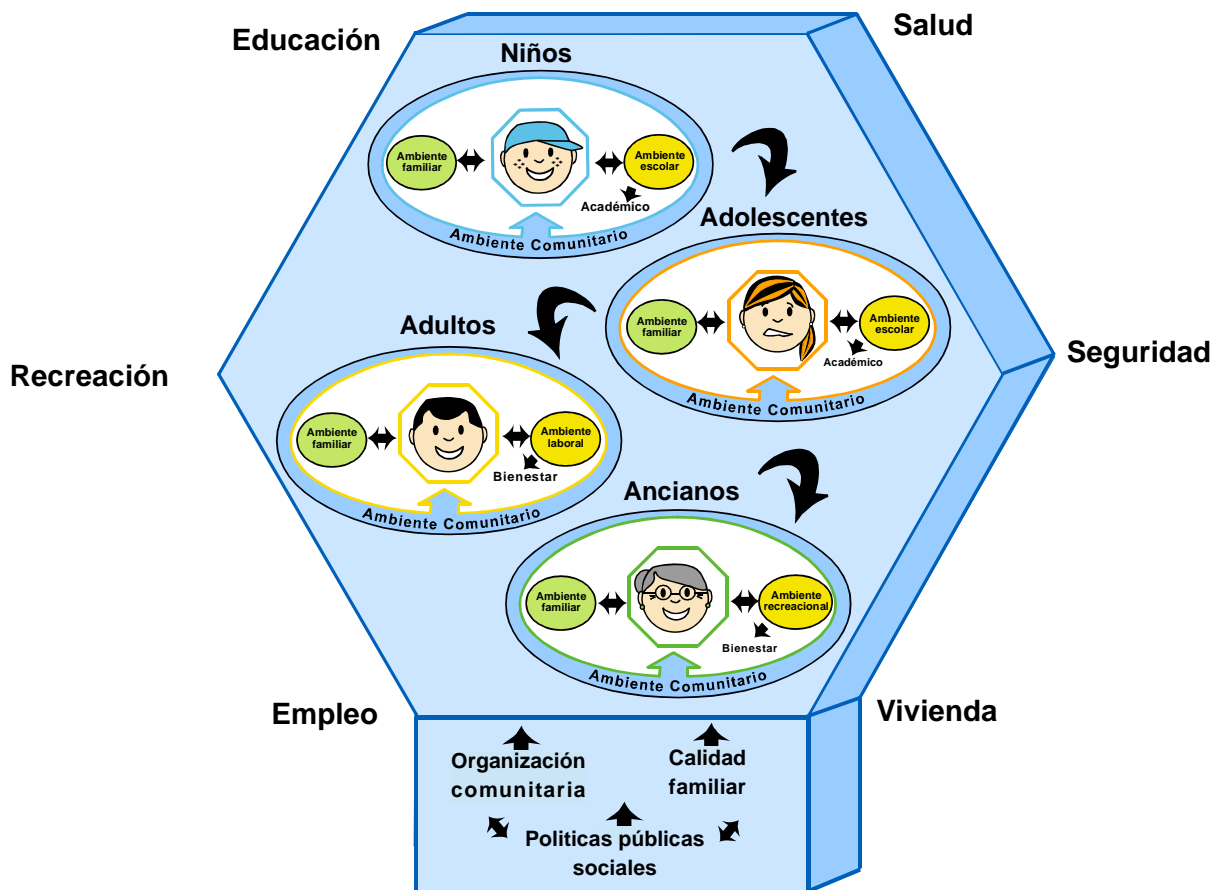 Educación
Salud
Niños
Ambiente
familiar
Ambiente
escolar
Académico
Ambiente Comunitario
Adolescentes
Ambiente
familiar
Ambiente
escolar
Académico
Ambiente Comunitario
Recreación
Seguridad
Adultos
Ambiente
familiar
Ambiente
laboral
Bienestar
Ambiente Comunitario
Ancianos
Ambiente
familiar
Ambiente
recreacional
Bienestar
Ambiente Comunitario
Empleo
Vivienda
Organización
comunitaria
Calidad
familiar
Politicas públicas
sociales